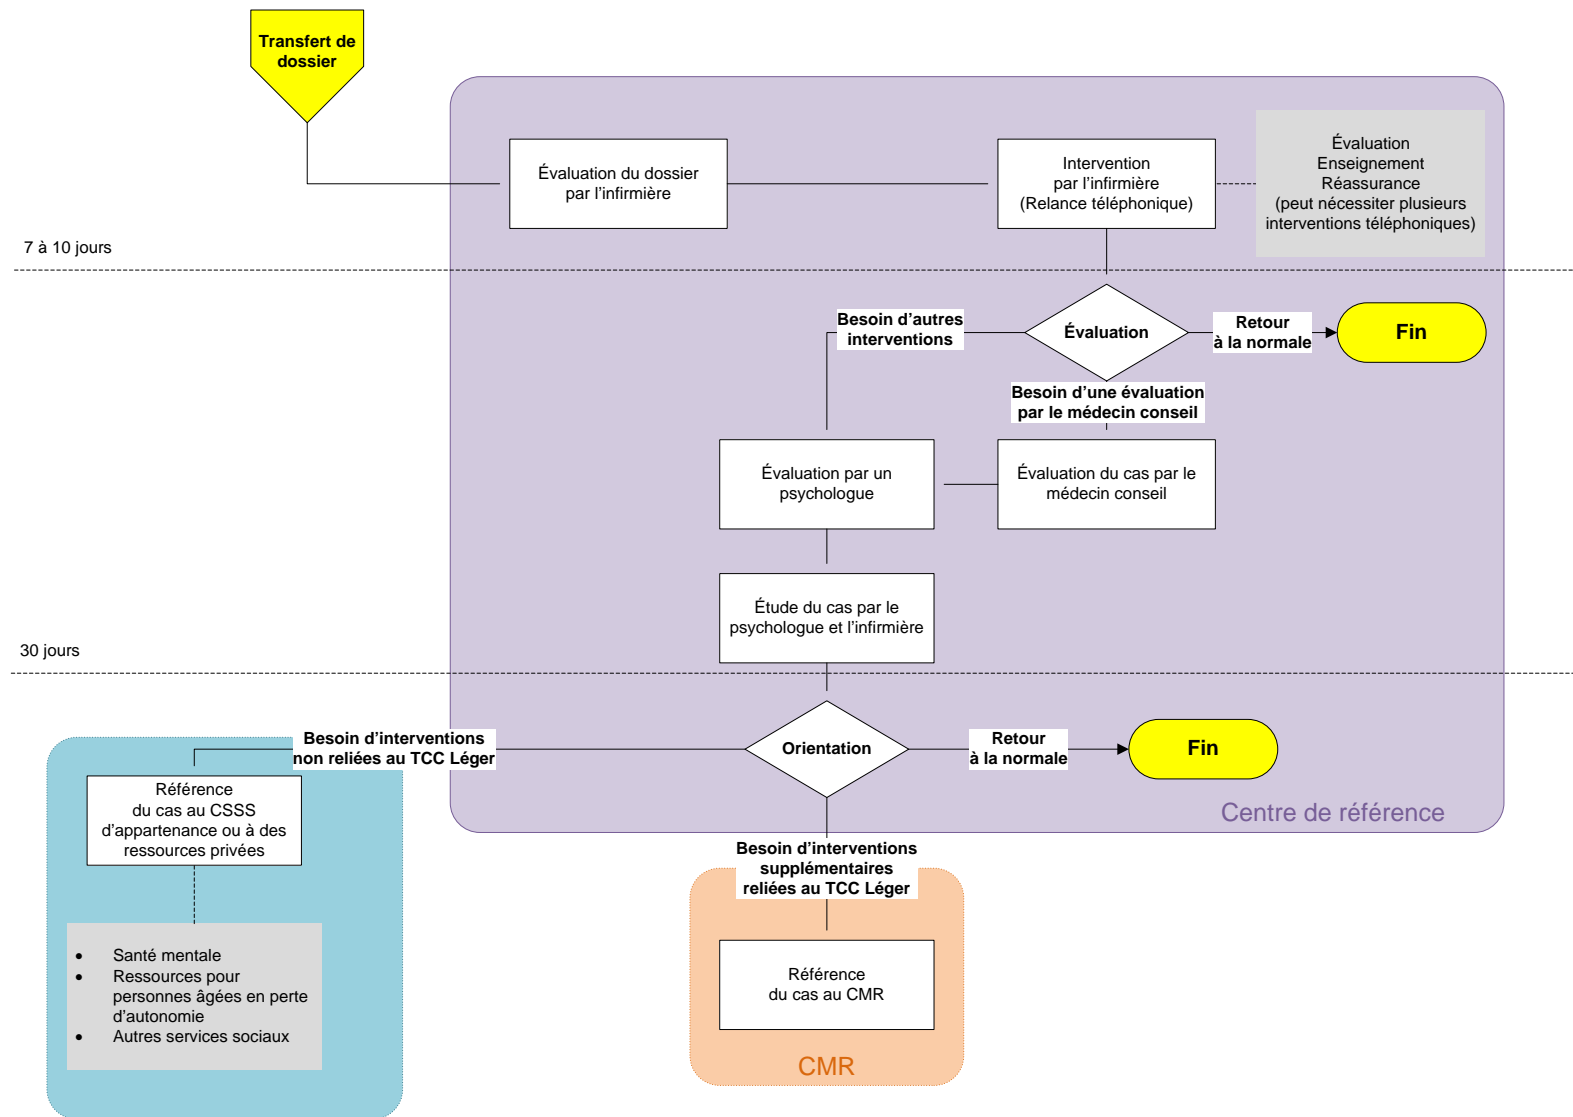 Transfert de
dossier
Évaluation du dossier
par l’infirmière
Intervention
par l’infirmière
(Relance téléphonique)
Évaluation
Enseignement
Réassurance
(peut nécessiter plusieurs
interventions téléphoniques)
7 à 10 jours
Besoin d’autres
interventions
Évaluation
Retour
à la normale
Fin
Besoin d’une évaluation
par le médecin conseil
Évaluation par un
psychologue
Évaluation du cas par le
médecin conseil
Étude du cas par le
psychologue et l’infirmière
30 jours
Besoin d’interventions
non reliées au TCC Léger
Orientation
Retour
à la normale
Fin
Référence
du cas au CSSS
d’appartenance ou à des
ressources privées
Centre de référence
Besoin d’interventions
supplémentaires
reliées au TCC Léger
• Santé mentale
• Ressources pour
personnes âgées en perte
d’autonomie
• Autres services sociaux
Référence
du cas au CMR
CMR